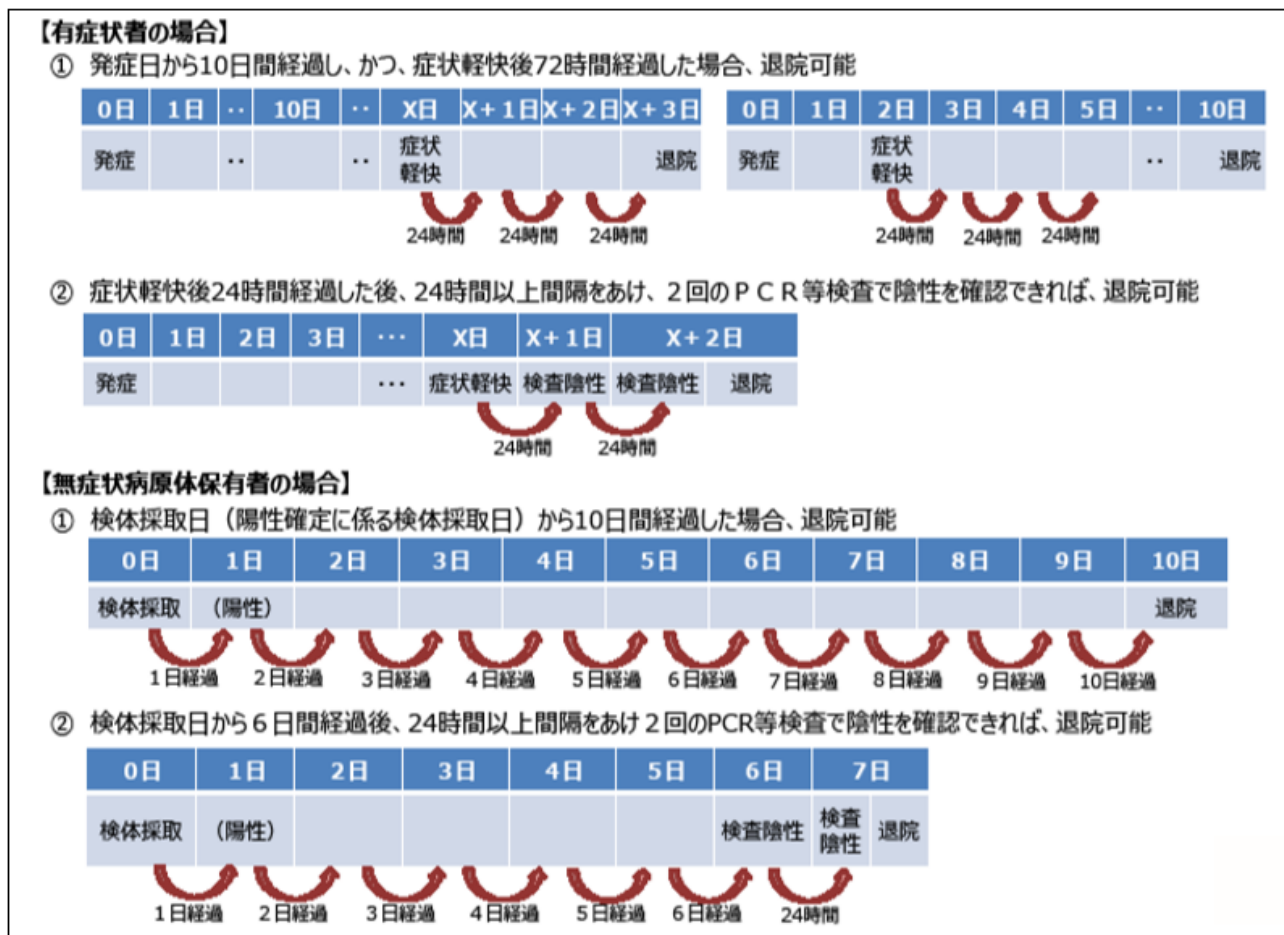 【有症状者の場合】
① 発症日から10日間経過し、かつ、症状軽快後72時間経過した場合、退院可能
0日 1日 ‥ 10日 ‥ X日 X+1日 X+2日 X+3日
発症 ‥ ‥ 症状軽快 退院
24時間 24時間 24時間
0日 1日 2日 3日 4日 5日 ‥ 10日
発症 症状軽快 ‥ 退院
24時間 24時間 24時間
② 症状軽快後24時間経過した後、24時間以上間隔をあけ、2回のPCR等検査で陰性を確認できれば、退院可能
0日 1日 2日 3日 … X日 X+1日 X+2日
発症 … 症状軽快 検査陰性 検査陰性 退院
24時間 24時間
【無症状病原体保有者の場合】
① 検体採取日（陽性確定に係る検体採取日）から10日間経過した場合、退院可能
0日 1日 2日 3日 4日 5日 6日 7日 8日 9日 10日
検体採取 （陽性） 退院
1日経過 2日経過 3日経過 4日経過 5日経過 6日経過 7日経過 8日経過 9日経過 10日経過
② 検体採取日から6日間経過後、24時間以上間隔をあけ2回のPCR等検査で陰性を確認できれば、退院可能
0日 1日 2日 3日 4日 5日 6日 7日
検体採取 （陽性） 検査陰性 検査陰性 退院
1日経過 2日経過 3日経過 4日経過 5日経過 6日経過 24時間